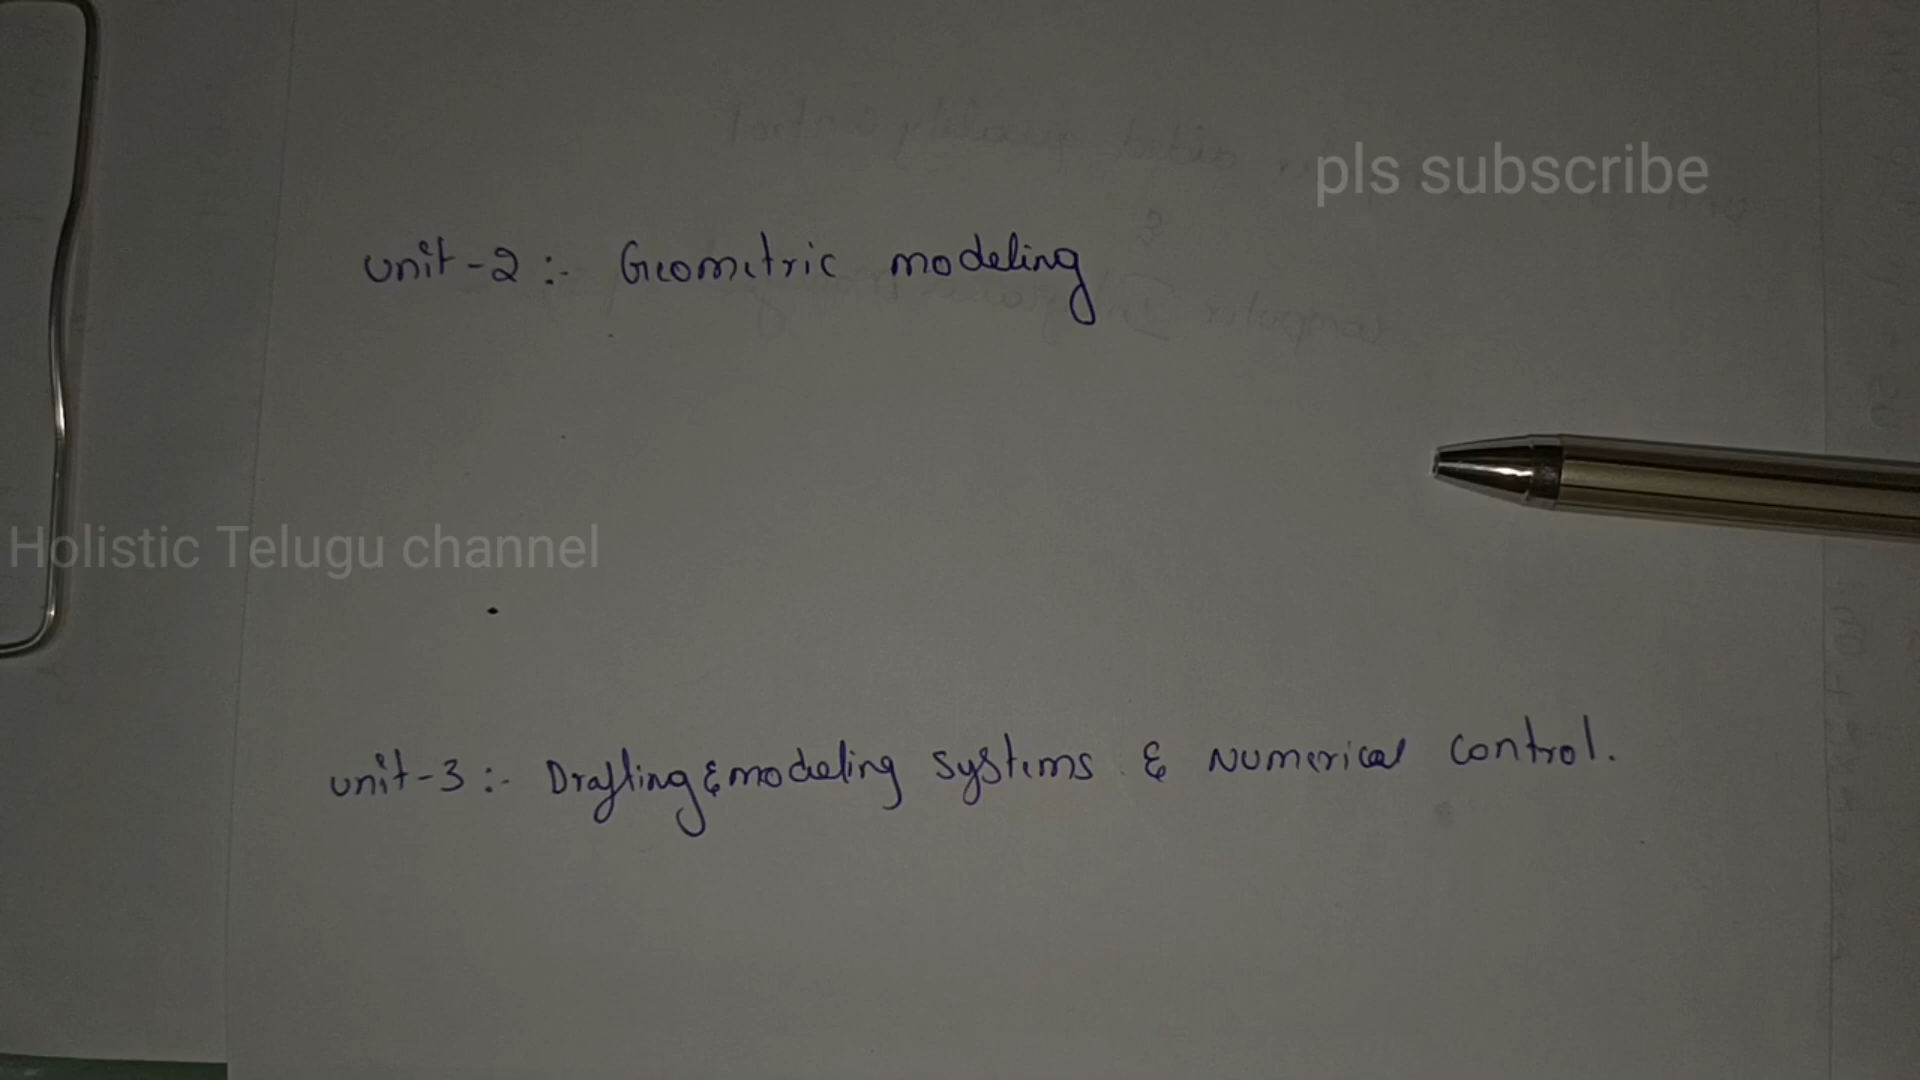 pls subscribe
unit-2 :- Geometric modeling
Holistic Telugu channel
unit-3 :- Drafting & modeling systems & Numerical control.